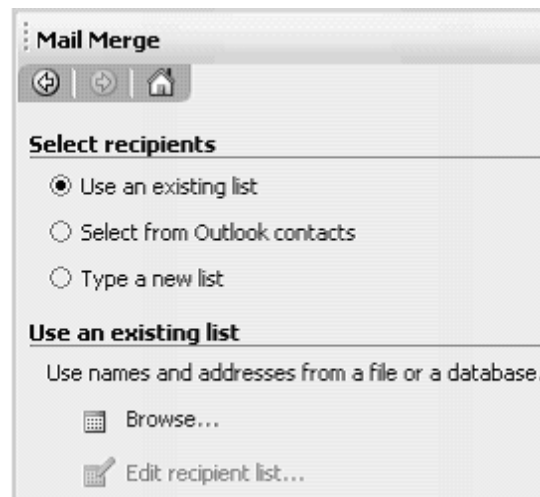 Mail Merge
Select recipients
Use an existing list
Select from Outlook contacts
Type a new list
Use an existing list
Use names and addresses from a file or a database.
Browse...
Edit recipient list...